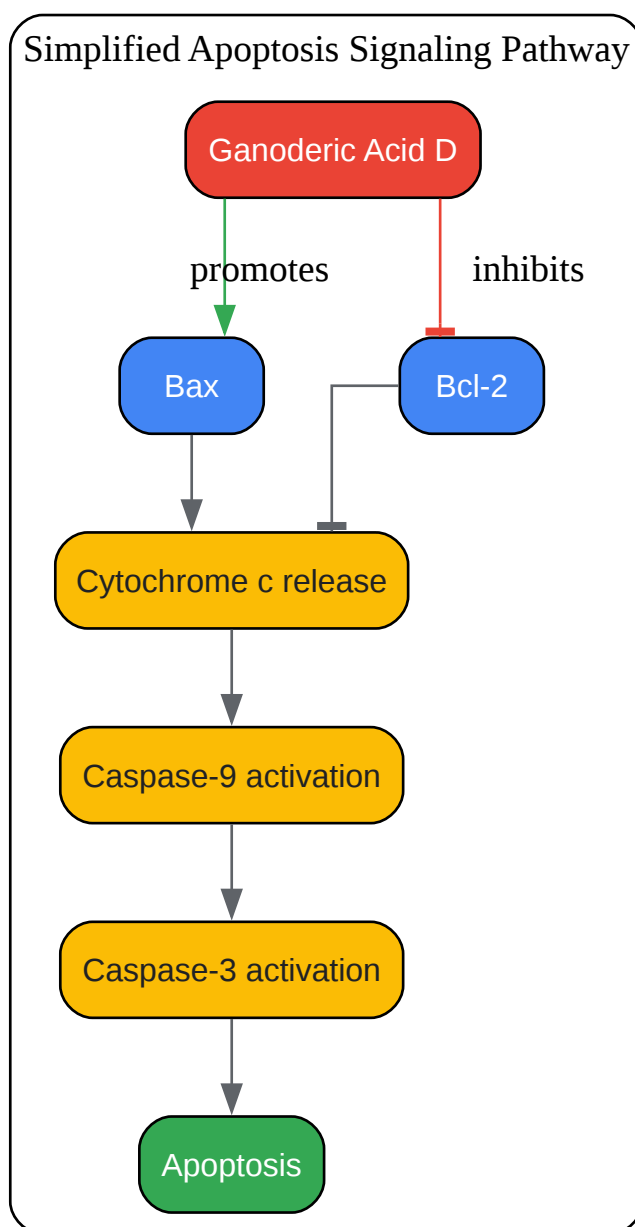 Simplified Apoptosis Signaling Pathway
Ganoderic Acid D
promotes
inhibits
Bax
Bcl-2
Cytochrome c release
Caspase-9 activation
Caspase-3 activation
Apoptosis